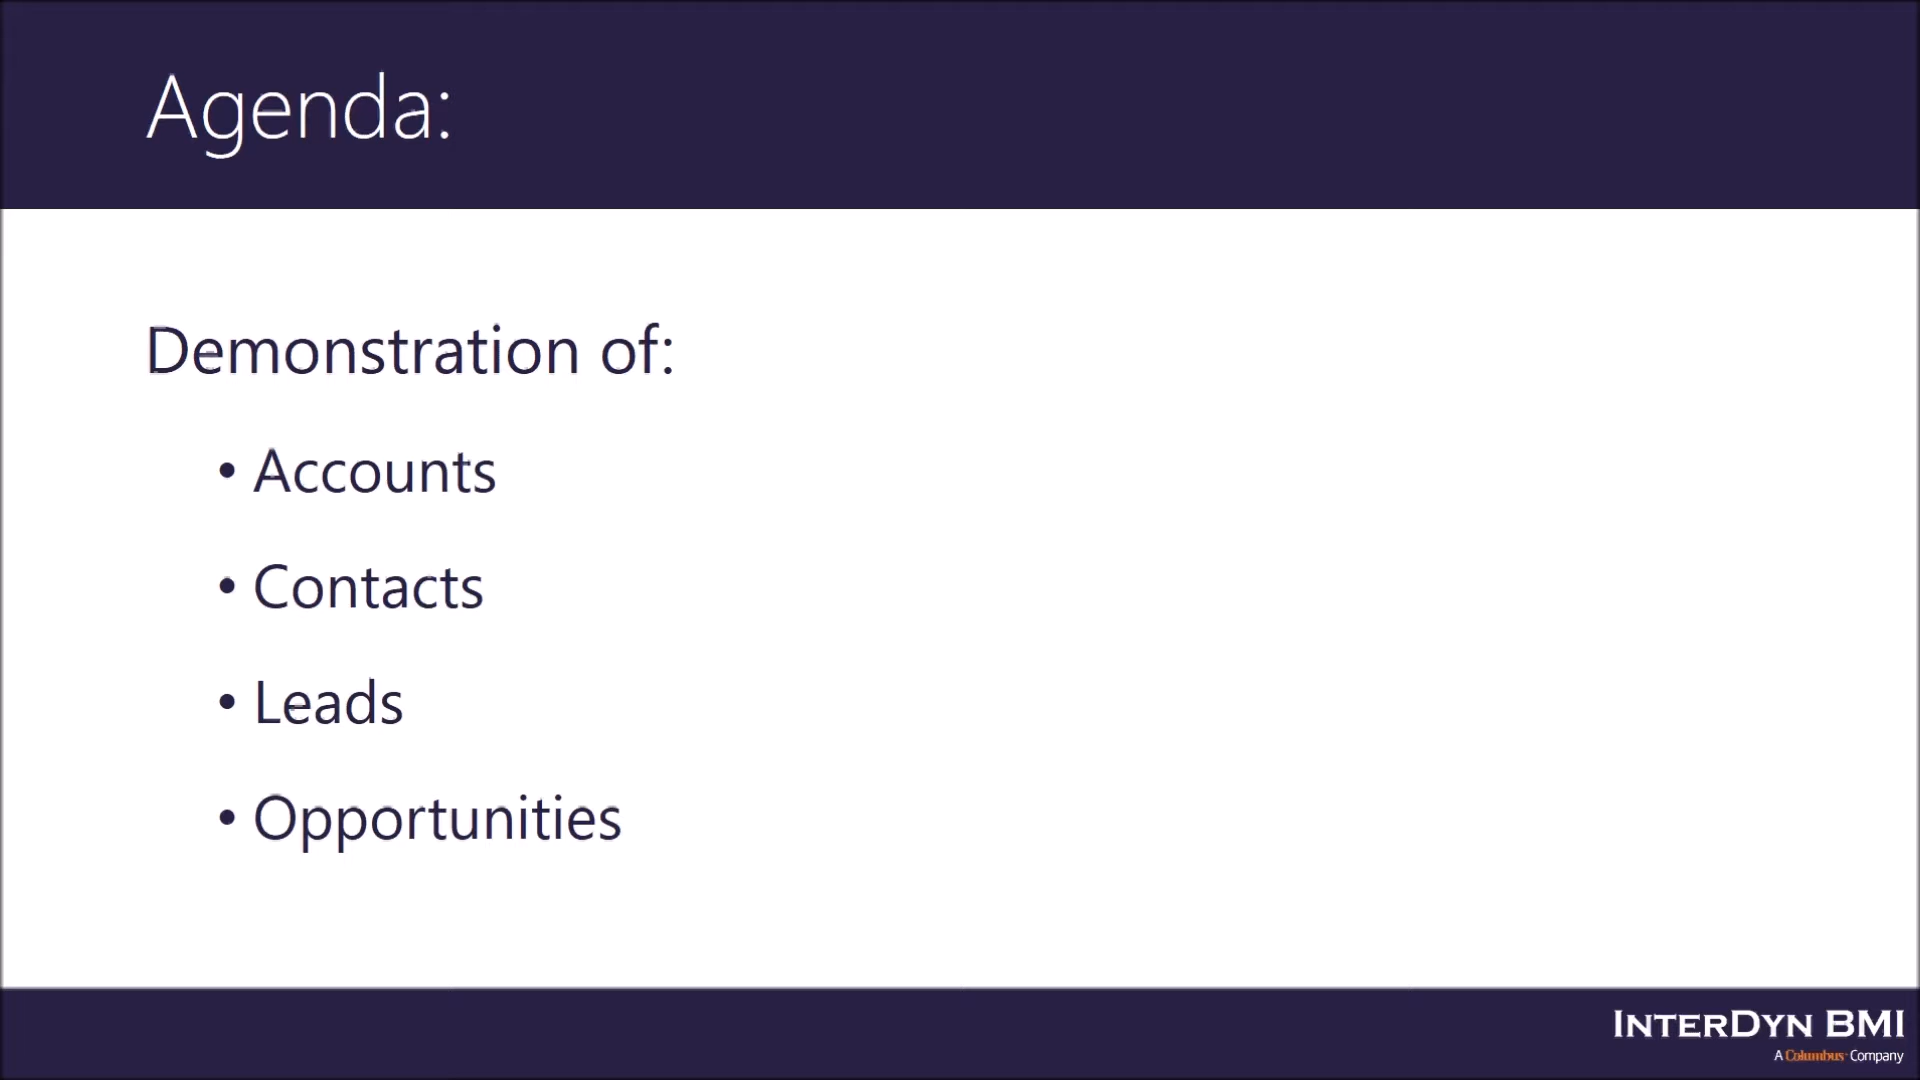 Agenda:
Demonstration of:
• Accounts
• Contacts
• Leads
• Opportunities
INTERDYN BMI
A Columbus Company